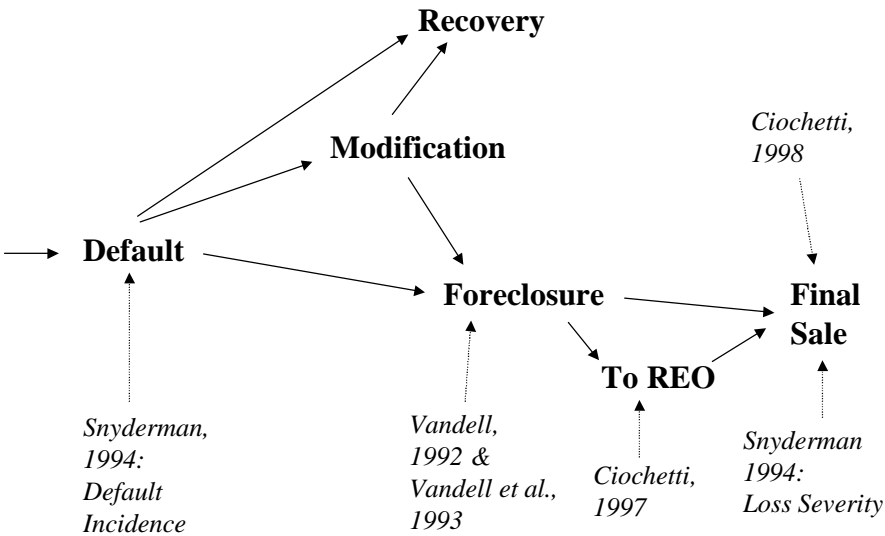 Recovery
Modification
Ciochetti,
1998
Default
Foreclosure
Final
Sale
To REO
Snyderman,
1994:
Default
Incidence
Vandell,
1992 &
Vandell et al.,
1993
Ciochetti,
1997
Snyderman
1994:
Loss Severity